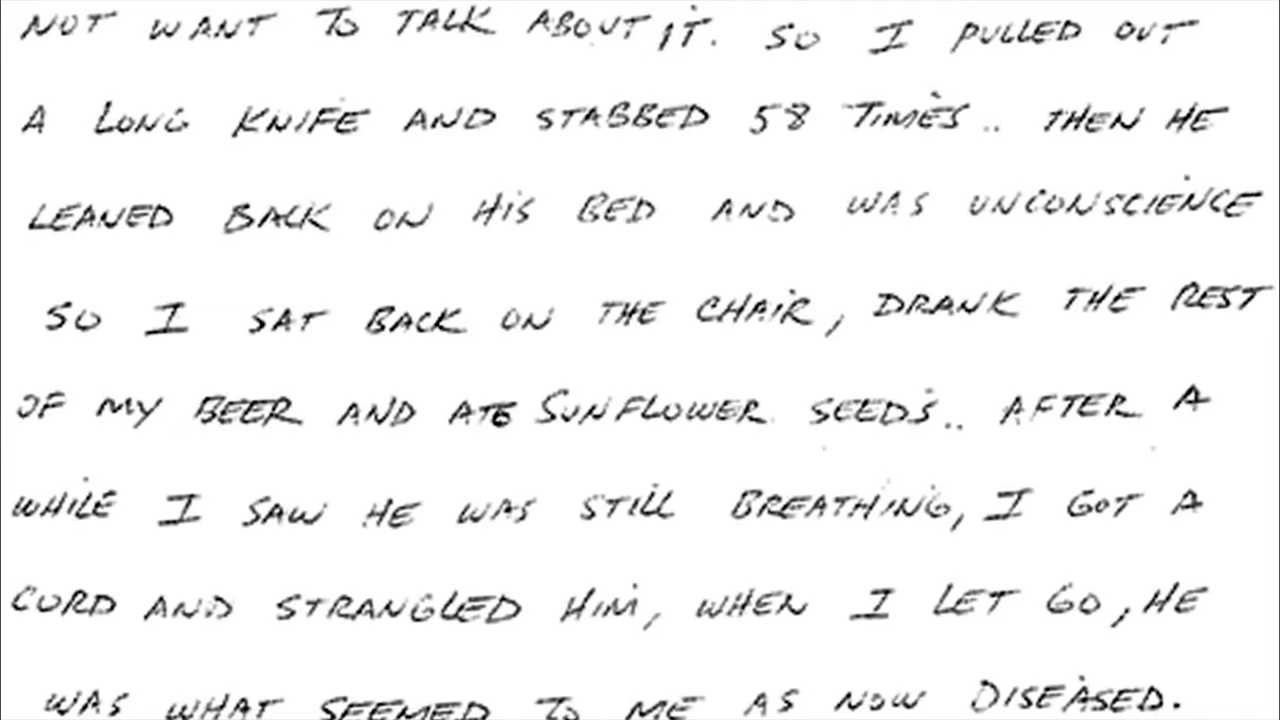 NOT WANT TO TALK ABOUT IT. SO I PULLED OUT
A LONG KNIFE AND STABBED 58 TIMES.. THEN HE
LEANED BACK ON HIS BED AND WAS UNCONSCIENCE
SO I SAT BACK ON THE CHAIR, DRANK THE REST
OF MY BEER AND ATE SUNFLOWER SEEDS.. AFTER A
WHILE I SAW HE WAS STILL BREATHING, I GOT A
CORD AND STRANGLED HIM, WHEN I LET GO, HE
WAS WHAT SEEMED TO ME AS NOW DISEASED.